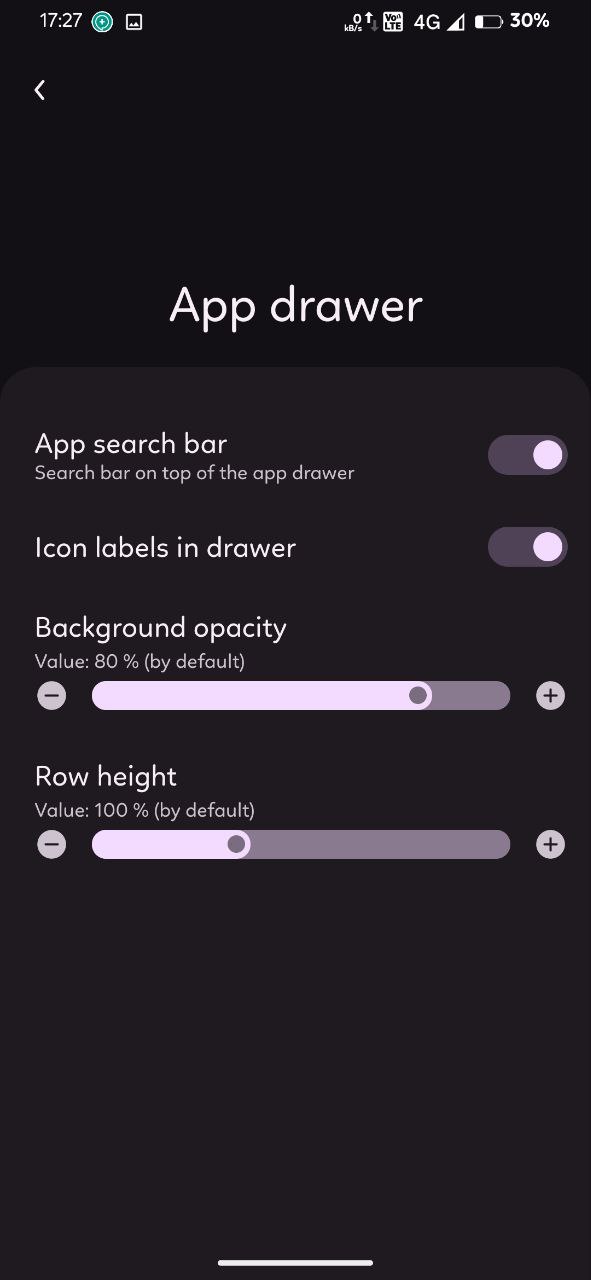 17:27
0 kB/s Vo LTE 4G 30%
App drawer
App search bar
Search bar on top of the app drawer
Icon labels in drawer
Background opacity
Value: 80 % (by default)
Row height
Value: 100 % (by default)